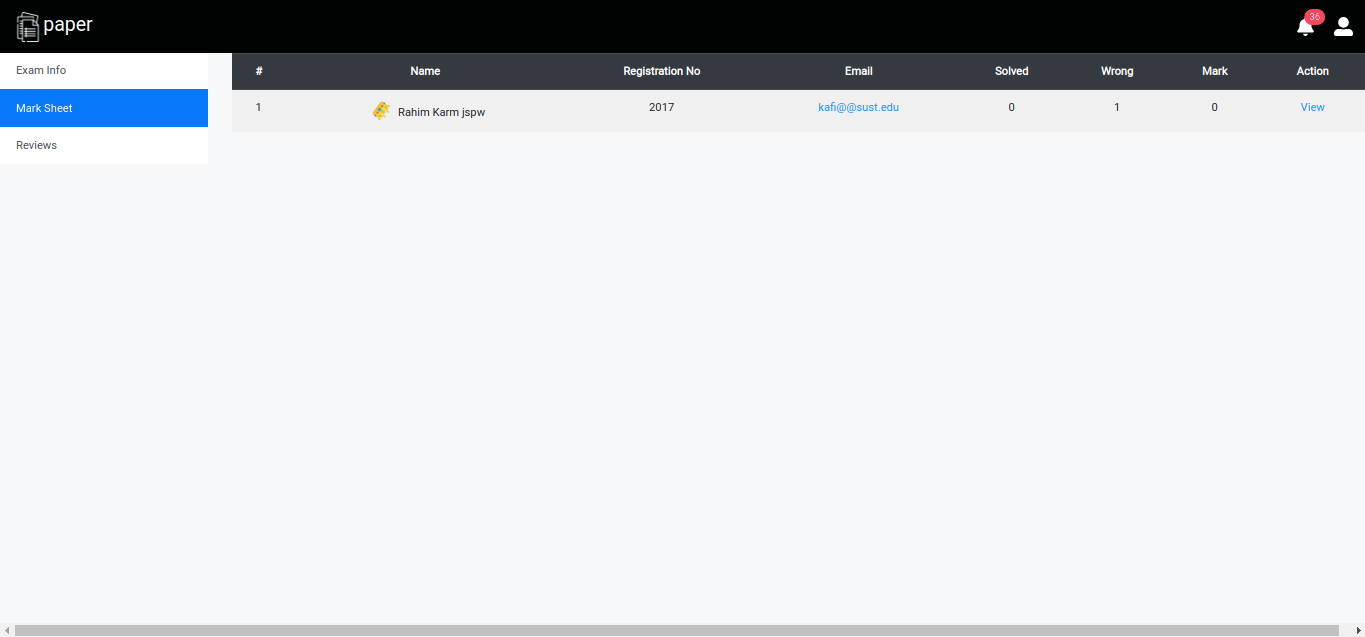 paper
36
Exam Info
Mark Sheet
Reviews
# Name Registration No Email Solved Wrong Mark Action
1 Rahim Karm jspw 2017 kafi@@sust.edu 0 1 0 View